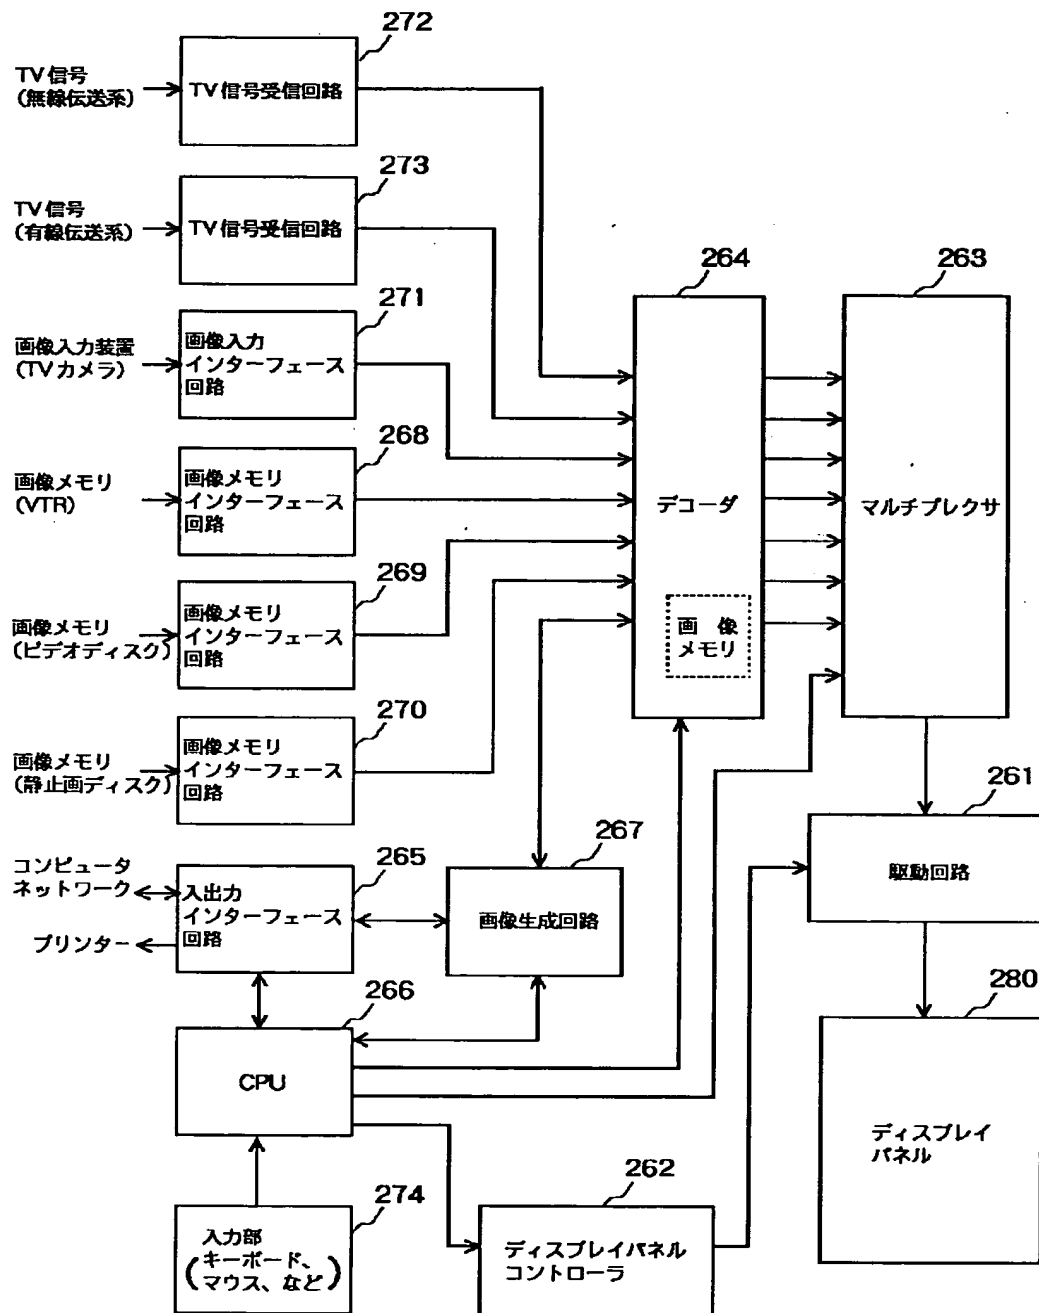 272
TV信号
(無線伝送系)
TV信号受信回路
273
TV信号
(有線伝送系)
TV信号受信回路
264
263
271
画像入力装置
(TVカメラ)
画像入力
インターフェース
回路
268
画像メモリ
(VTR)
画像メモリ
インターフェース
回路
デコーダ
マルチプレクサ
269
画像メモリ
(ビデオディスク)
画像メモリ
インターフェース
回路
画 像
メモリ
270
画像メモリ
(静止画ディスク)
画像メモリ
インターフェース
回路
261
267
コンピュータ
ネットワーク
265
入出力
インターフェース
回路
画像生成回路
駆動回路
プリンター
266
280
CPU
ディスプレイ
パネル
274
262
入力部
(キーボード、
マウス、など)
ディスプレイパネル
コントローラ